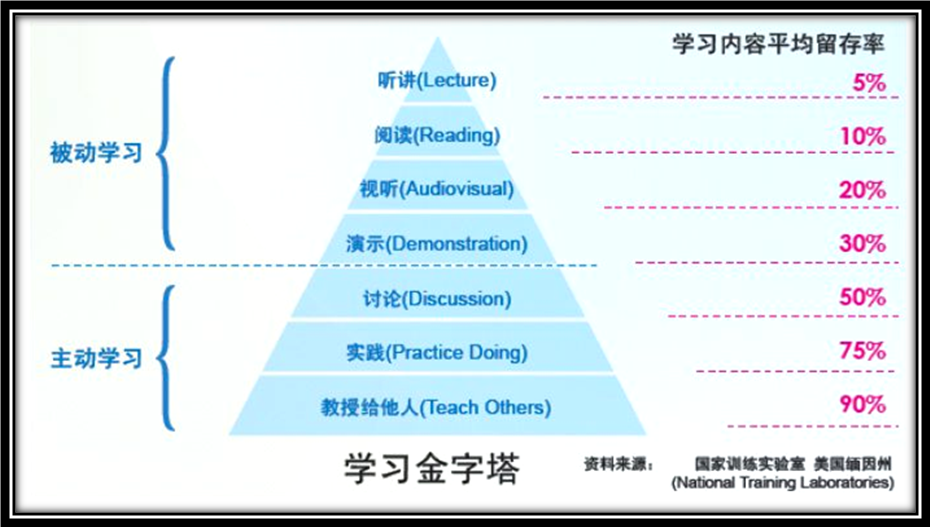 学习内容平均留存率
听讲(Lecture) 5%
阅读(Reading) 10%
被动学习
视听(Audiovisual) 20%
演示(Demonstration) 30%
讨论(Discussion) 50%
主动学习
实践(Practice Doing) 75%
教授给他人(Teach Others) 90%
学习金字塔
资料来源： 国家训练实验室 美国缅因州
(National Training Laboratories)